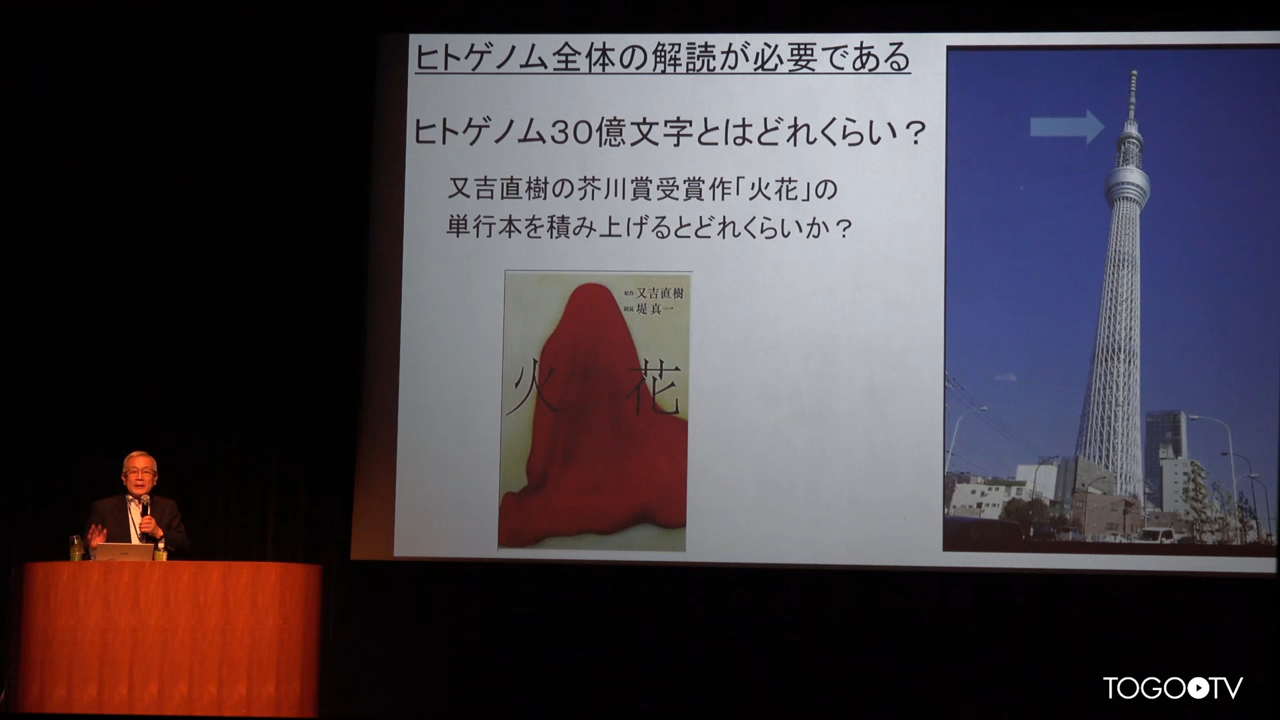 ヒトゲノム全体の解読が必要である
ヒトゲノム30億文字とはどれくらい？
又吉直樹の芥川賞受賞作「火花」の
単行本を積み上げるとどれくらいか？
又吉直樹
堤真一
火花
TOGOTV